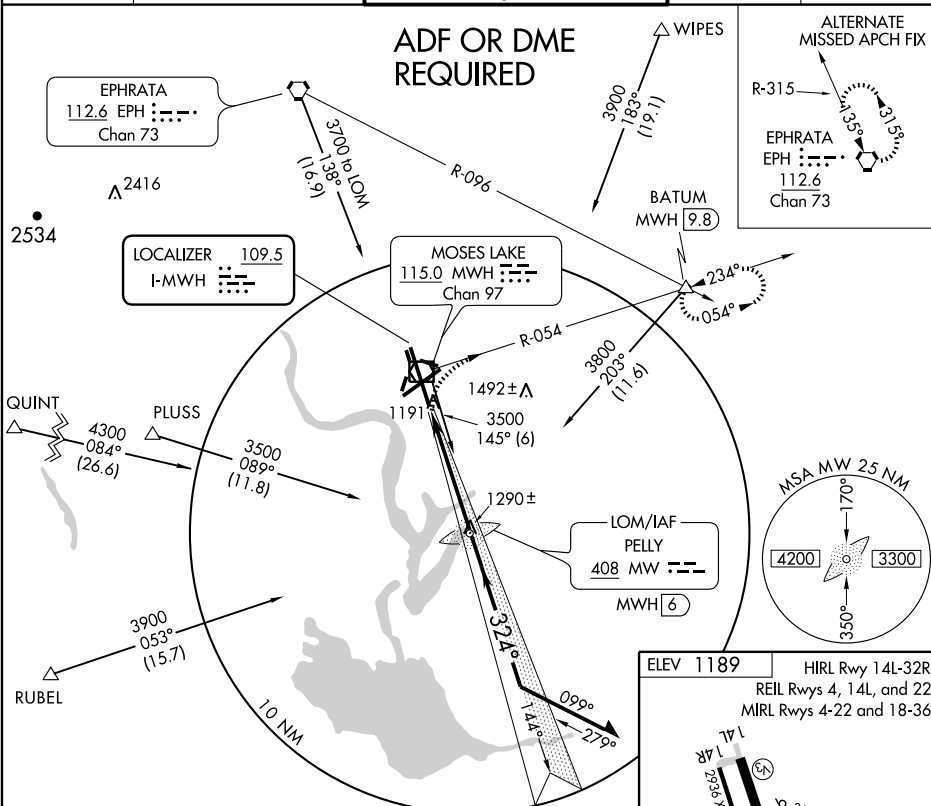 ADF OR DME
REQUIRED
WIPES
3900
183°
(19.1)
ALTERNATE
MISSED APCH FIX
R-315
135°
315°
EPHRATA
EPH
112.6
Chan 73
EPHRATA
112.6 EPH
Chan 73
3700 to LOM
138°
(16.9)
R-096
2416
2534
BATUM
MWH 9.8
234°
054°
LOCALIZER 109.5
I-MWH
MOSES LAKE
115.0 MWH
Chan 97
R-054
3800
203°
(11.6)
1492±
1191
3500
145° (6)
QUINT
4300
084°
(26.6)
PLUSS
3500
089°
(11.8)
1290±
LOM/IAF
PELLY
408 MW
MWH 6
MSA MW 25 NM
170°
4200
3300
350°
3900
053°
(15.7)
RUBEL
324°
099°
279°
144°
10 NM
ELEV 1189
HIRL Rwy 14L-32R
REIL Rwys 4, 14L, and 22
MIRL Rwys 4-22 and 18-36
14L
14R
V3
2936 X